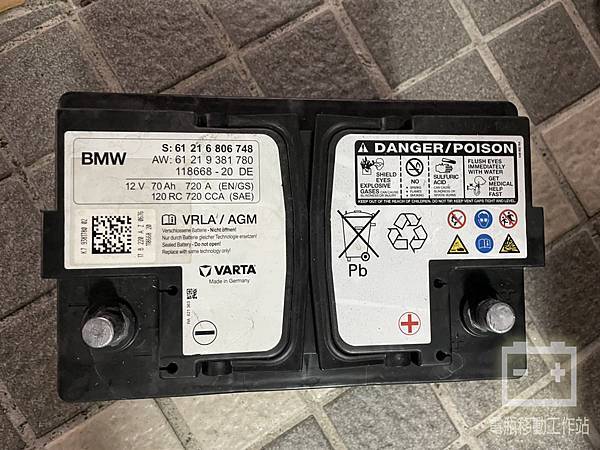 S: 61 21 6 806 748
BMW
AW: 61 21 9 381 780
118668 - 20 DE
12 V 70 Ah 720 A (EN/GS)
120 RC 720 CCA (SAE)
VRLA / AGM
Verschlossene Batterie - Nicht öffnen!
Nur durch Batterie gleicher Technologie ersetzen!
Sealed Battery - Do not open!
Replace with same technology only!
VARTA
Made in Germany
DANGER/POISON
SHIELD
EYES
EXPLOSIVE
GASES
NO
SULFURIC
ACID
FLUSH EYES
IMMEDIATELY
WITH WATER
GET
MEDICAL
HELP
FAST
KEEP OUT OF THE REACH OF CHILDREN. DO NOT TIP. KEEP VENT CAPS TIGHT AND LEVEL
Pb
電瓶移動工作站